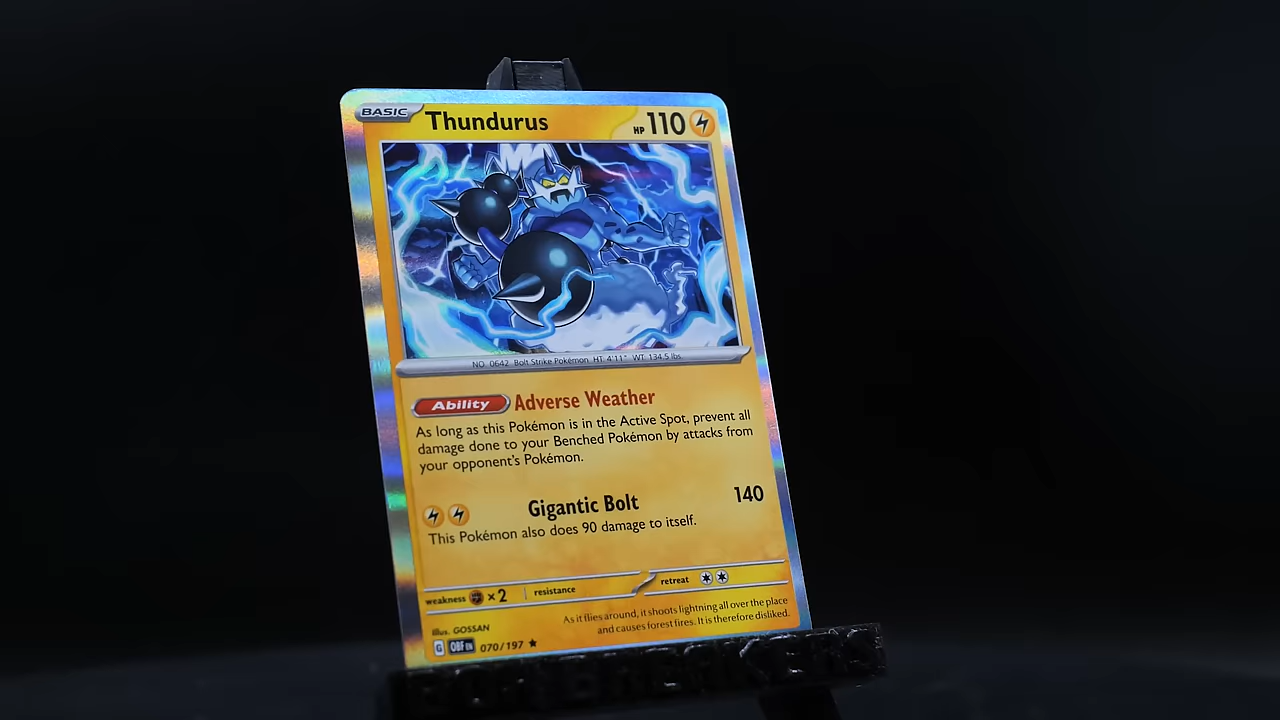 BASIC Thundurus HP 110
NO 0642 Bolt Strike Pokémon HT: 4'11" WT: 134.5 lbs.
Ability Adverse Weather
As long as this Pokémon is in the Active Spot, prevent all
damage done to your Benched Pokémon by attacks from
your opponent's Pokémon.
Gigantic Bolt 140
This Pokémon also does 90 damage to itself.
weakness ×2 resistance retreat
As it flies around, it shoots lightning all over the place
and causes forest fires. It is therefore disliked.
Illus. GOSSAN
G OBF EN 070/197